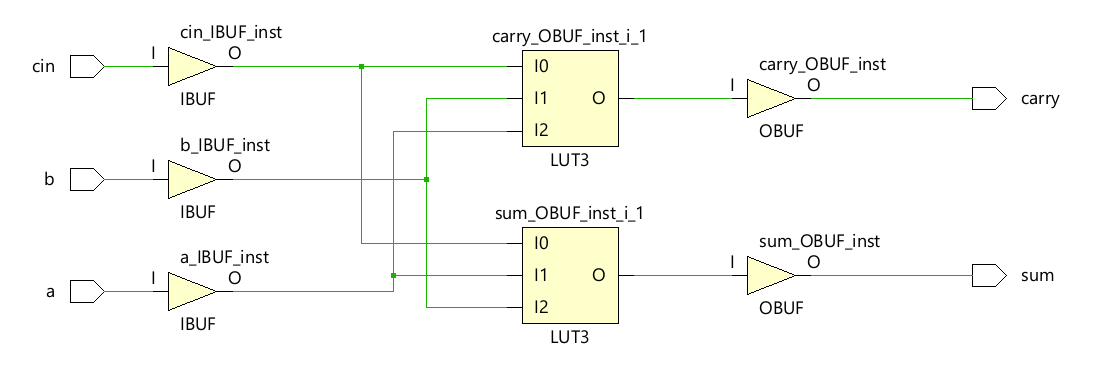 cin
I
cin_IBUF_inst
O
IBUF
b
I
b_IBUF_inst
O
IBUF
a
I
a_IBUF_inst
O
IBUF
carry_OBUF_inst_i_1
I0
I1
I2
O
LUT3
sum_OBUF_inst_i_1
I0
I1
I2
O
LUT3
carry_OBUF_inst
I
O
OBUF
carry
sum_OBUF_inst
I
O
OBUF
sum